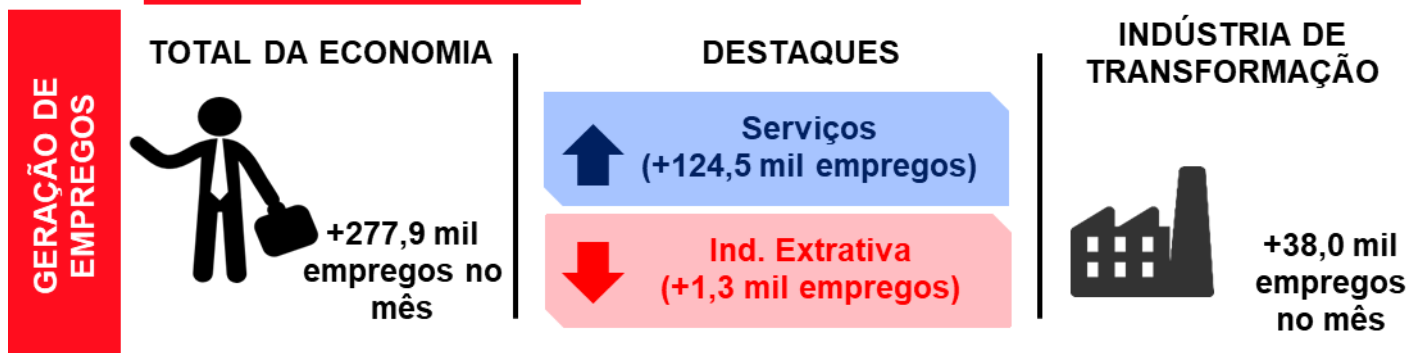 GERAÇÃO DE
EMPREGOS
TOTAL DA ECONOMIA
+277,9 mil
empregos no
mês
DESTAQUES
Serviços
(+124,5 mil empregos)
Ind. Extrativa
(+1,3 mil empregos)
INDÚSTRIA DE
TRANSFORMAÇÃO
+38,0 mil
empregos
no mês